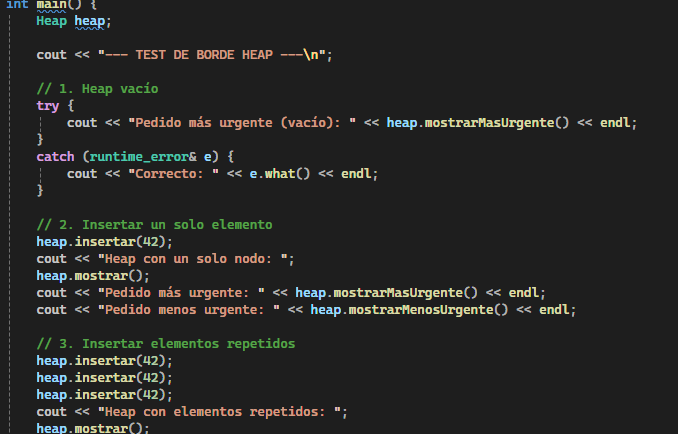 int main() {
Heap heap;
cout << "--- TEST DE BORDE HEAP ---\n";
// 1. Heap vacío
try {
cout << "Pedido más urgente (vacío): " << heap.mostrarMasUrgente() << endl;
}
catch (runtime_error& e) {
cout << "Correcto: " << e.what() << endl;
}
// 2. Insertar un solo elemento
heap.insertar(42);
cout << "Heap con un solo nodo: ";
heap.mostrar();
cout << "Pedido más urgente: " << heap.mostrarMasUrgente() << endl;
cout << "Pedido menos urgente: " << heap.mostrarMenosUrgente() << endl;
// 3. Insertar elementos repetidos
heap.insertar(42);
heap.insertar(42);
heap.insertar(42);
cout << "Heap con elementos repetidos: ";
heap.mostrar();